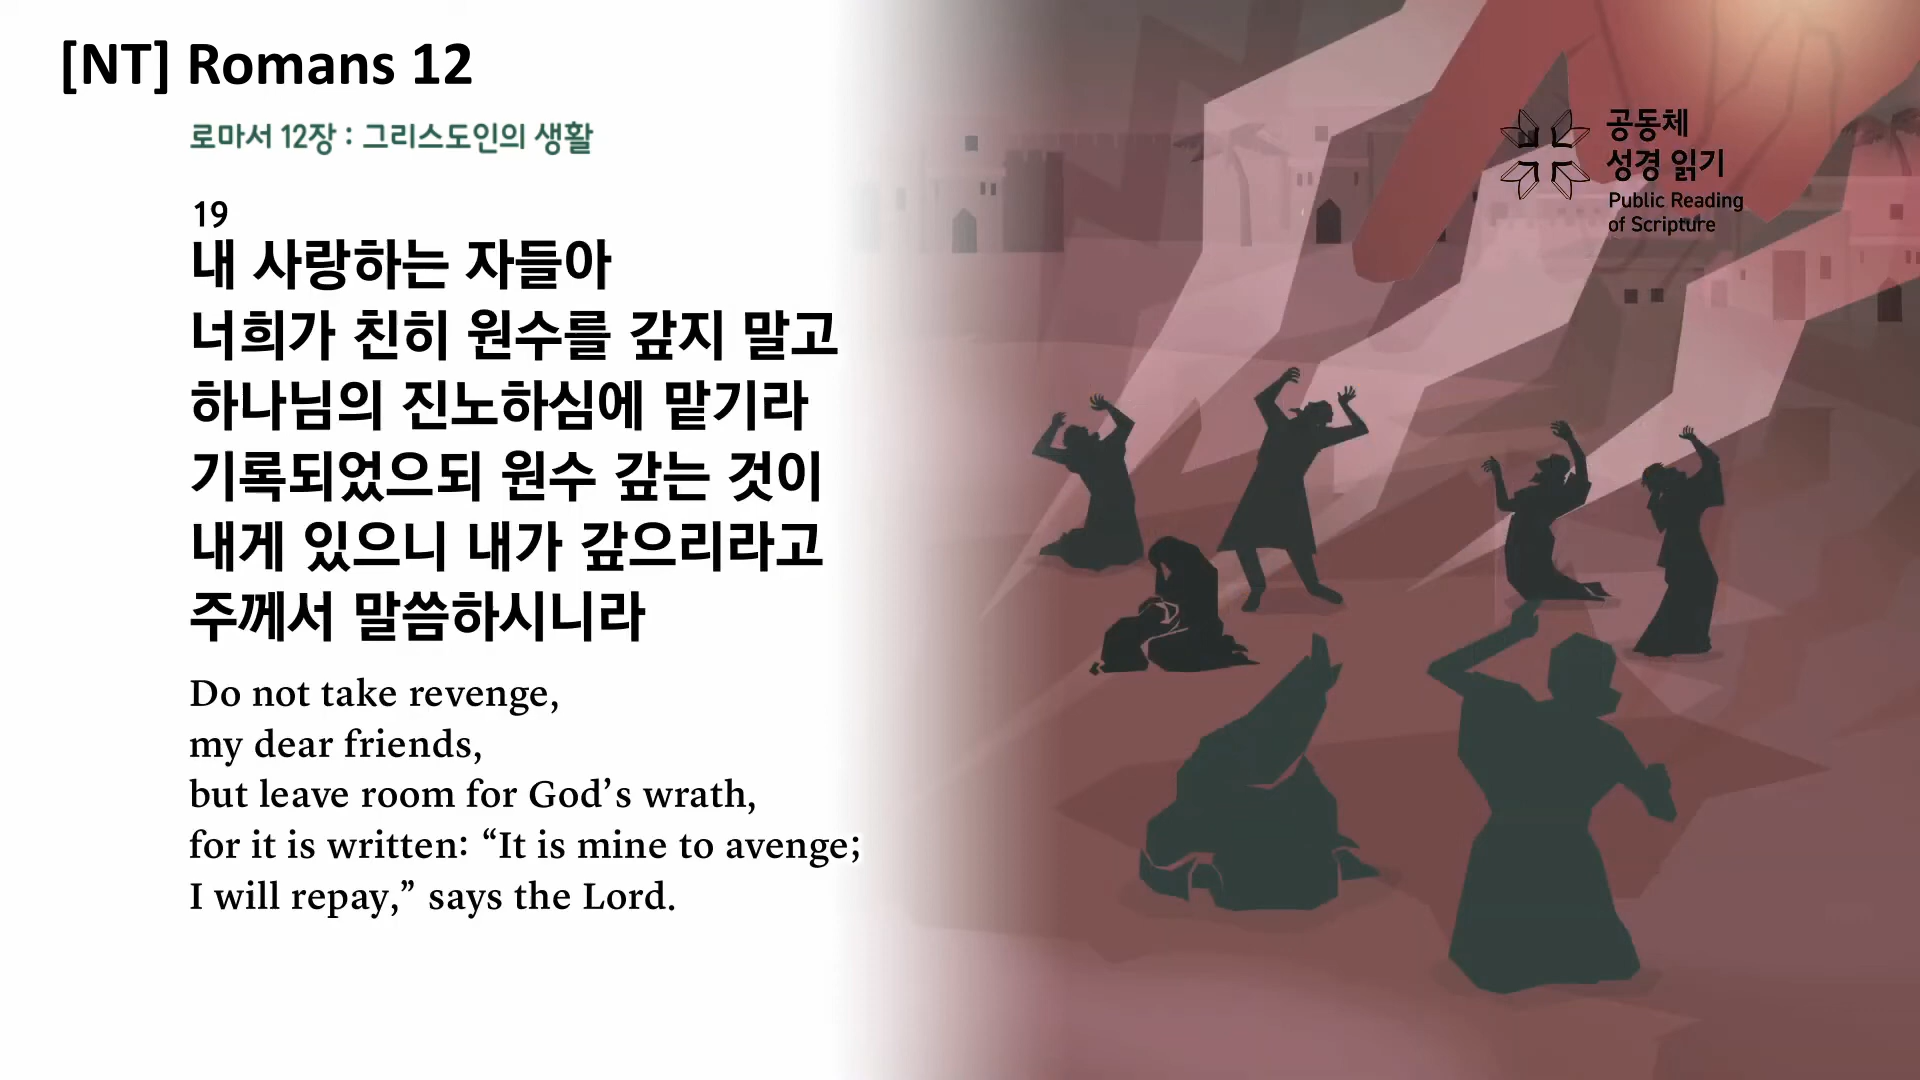 [NT] Romans 12
로마서 12장 : 그리스도인의 생활
19
내 사랑하는 자들아
너희가 친히 원수를 갚지 말고
하나님의 진노하심에 맡기라
기록되었으되 원수 갚는 것이
내게 있으니 내가 갚으리라고
주께서 말씀하시니라
Do not take revenge,
my dear friends,
but leave room for God’s wrath,
for it is written: “It is mine to avenge;
I will repay,” says the Lord.
공동체
성경 읽기
Public Reading
of Scripture